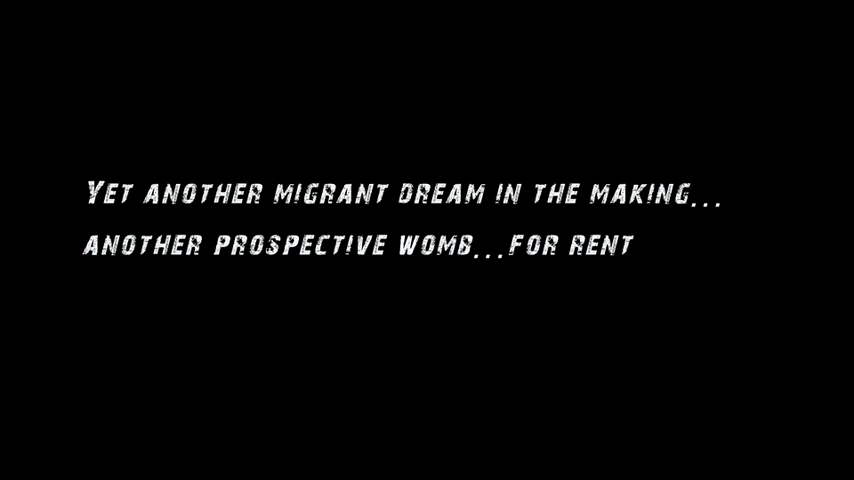 Yet another migrant dream in the making...
another prospective womb...for rent